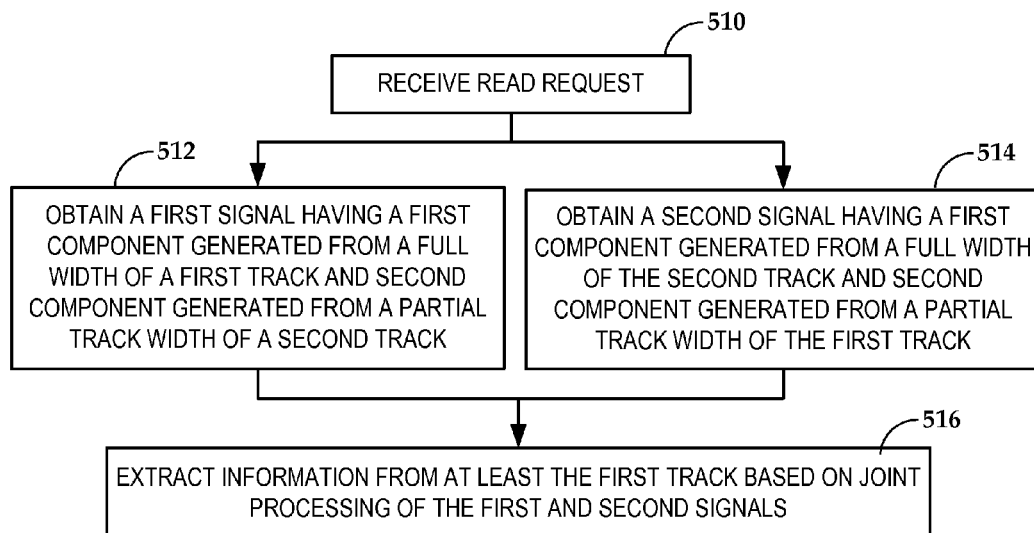 510
RECEIVE READ REQUEST
512
OBTAIN A FIRST SIGNAL HAVING A FIRST
COMPONENT GENERATED FROM A FULL
WIDTH OF A FIRST TRACK AND SECOND
COMPONENT GENERATED FROM A PARTIAL
TRACK WIDTH OF A SECOND TRACK
514
OBTAIN A SECOND SIGNAL HAVING A FIRST
COMPONENT GENERATED FROM A FULL WIDTH
OF THE SECOND TRACK AND SECOND
COMPONENT GENERATED FROM A PARTIAL
TRACK WIDTH OF THE FIRST TRACK
516
EXTRACT INFORMATION FROM AT LEAST THE FIRST TRACK BASED ON JOINT
PROCESSING OF THE FIRST AND SECOND SIGNALS